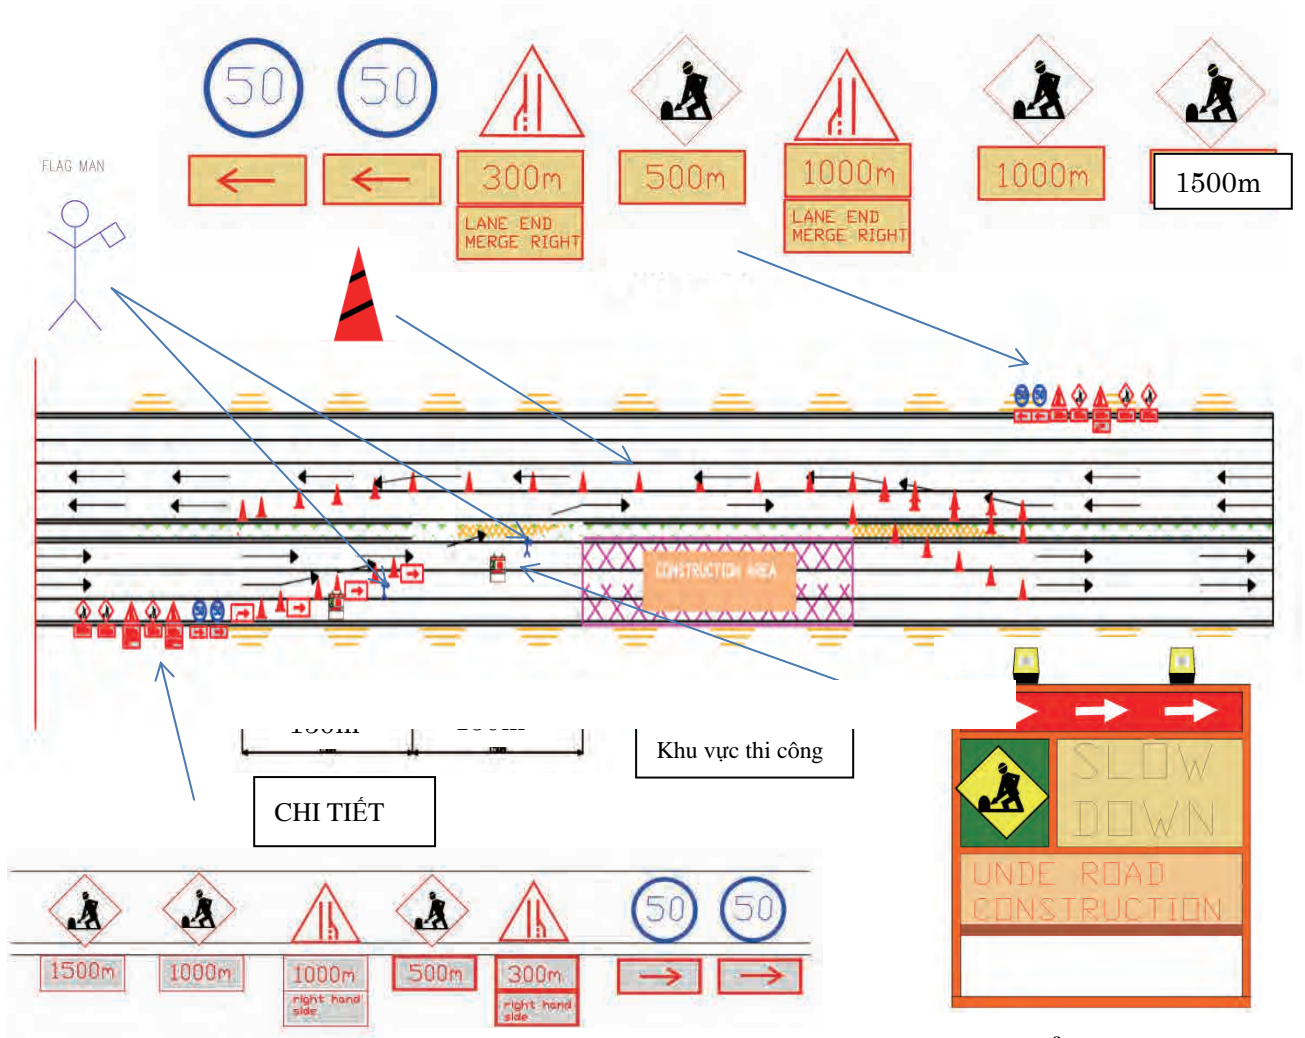 50
50
300m
LANE END
MERGE RIGHT
500m
1000m
LANE END
MERGE RIGHT
1000m
1500m
FLAG MAN
CONSTRUCTION AREA
Khu vực thi công
CHI TIẾT
SLOW
DOWN
UNDE ROAD
CONSTRUCTION
1500m
1000m
1000m
right hand
side
500m
300m
right hand
side
50
50